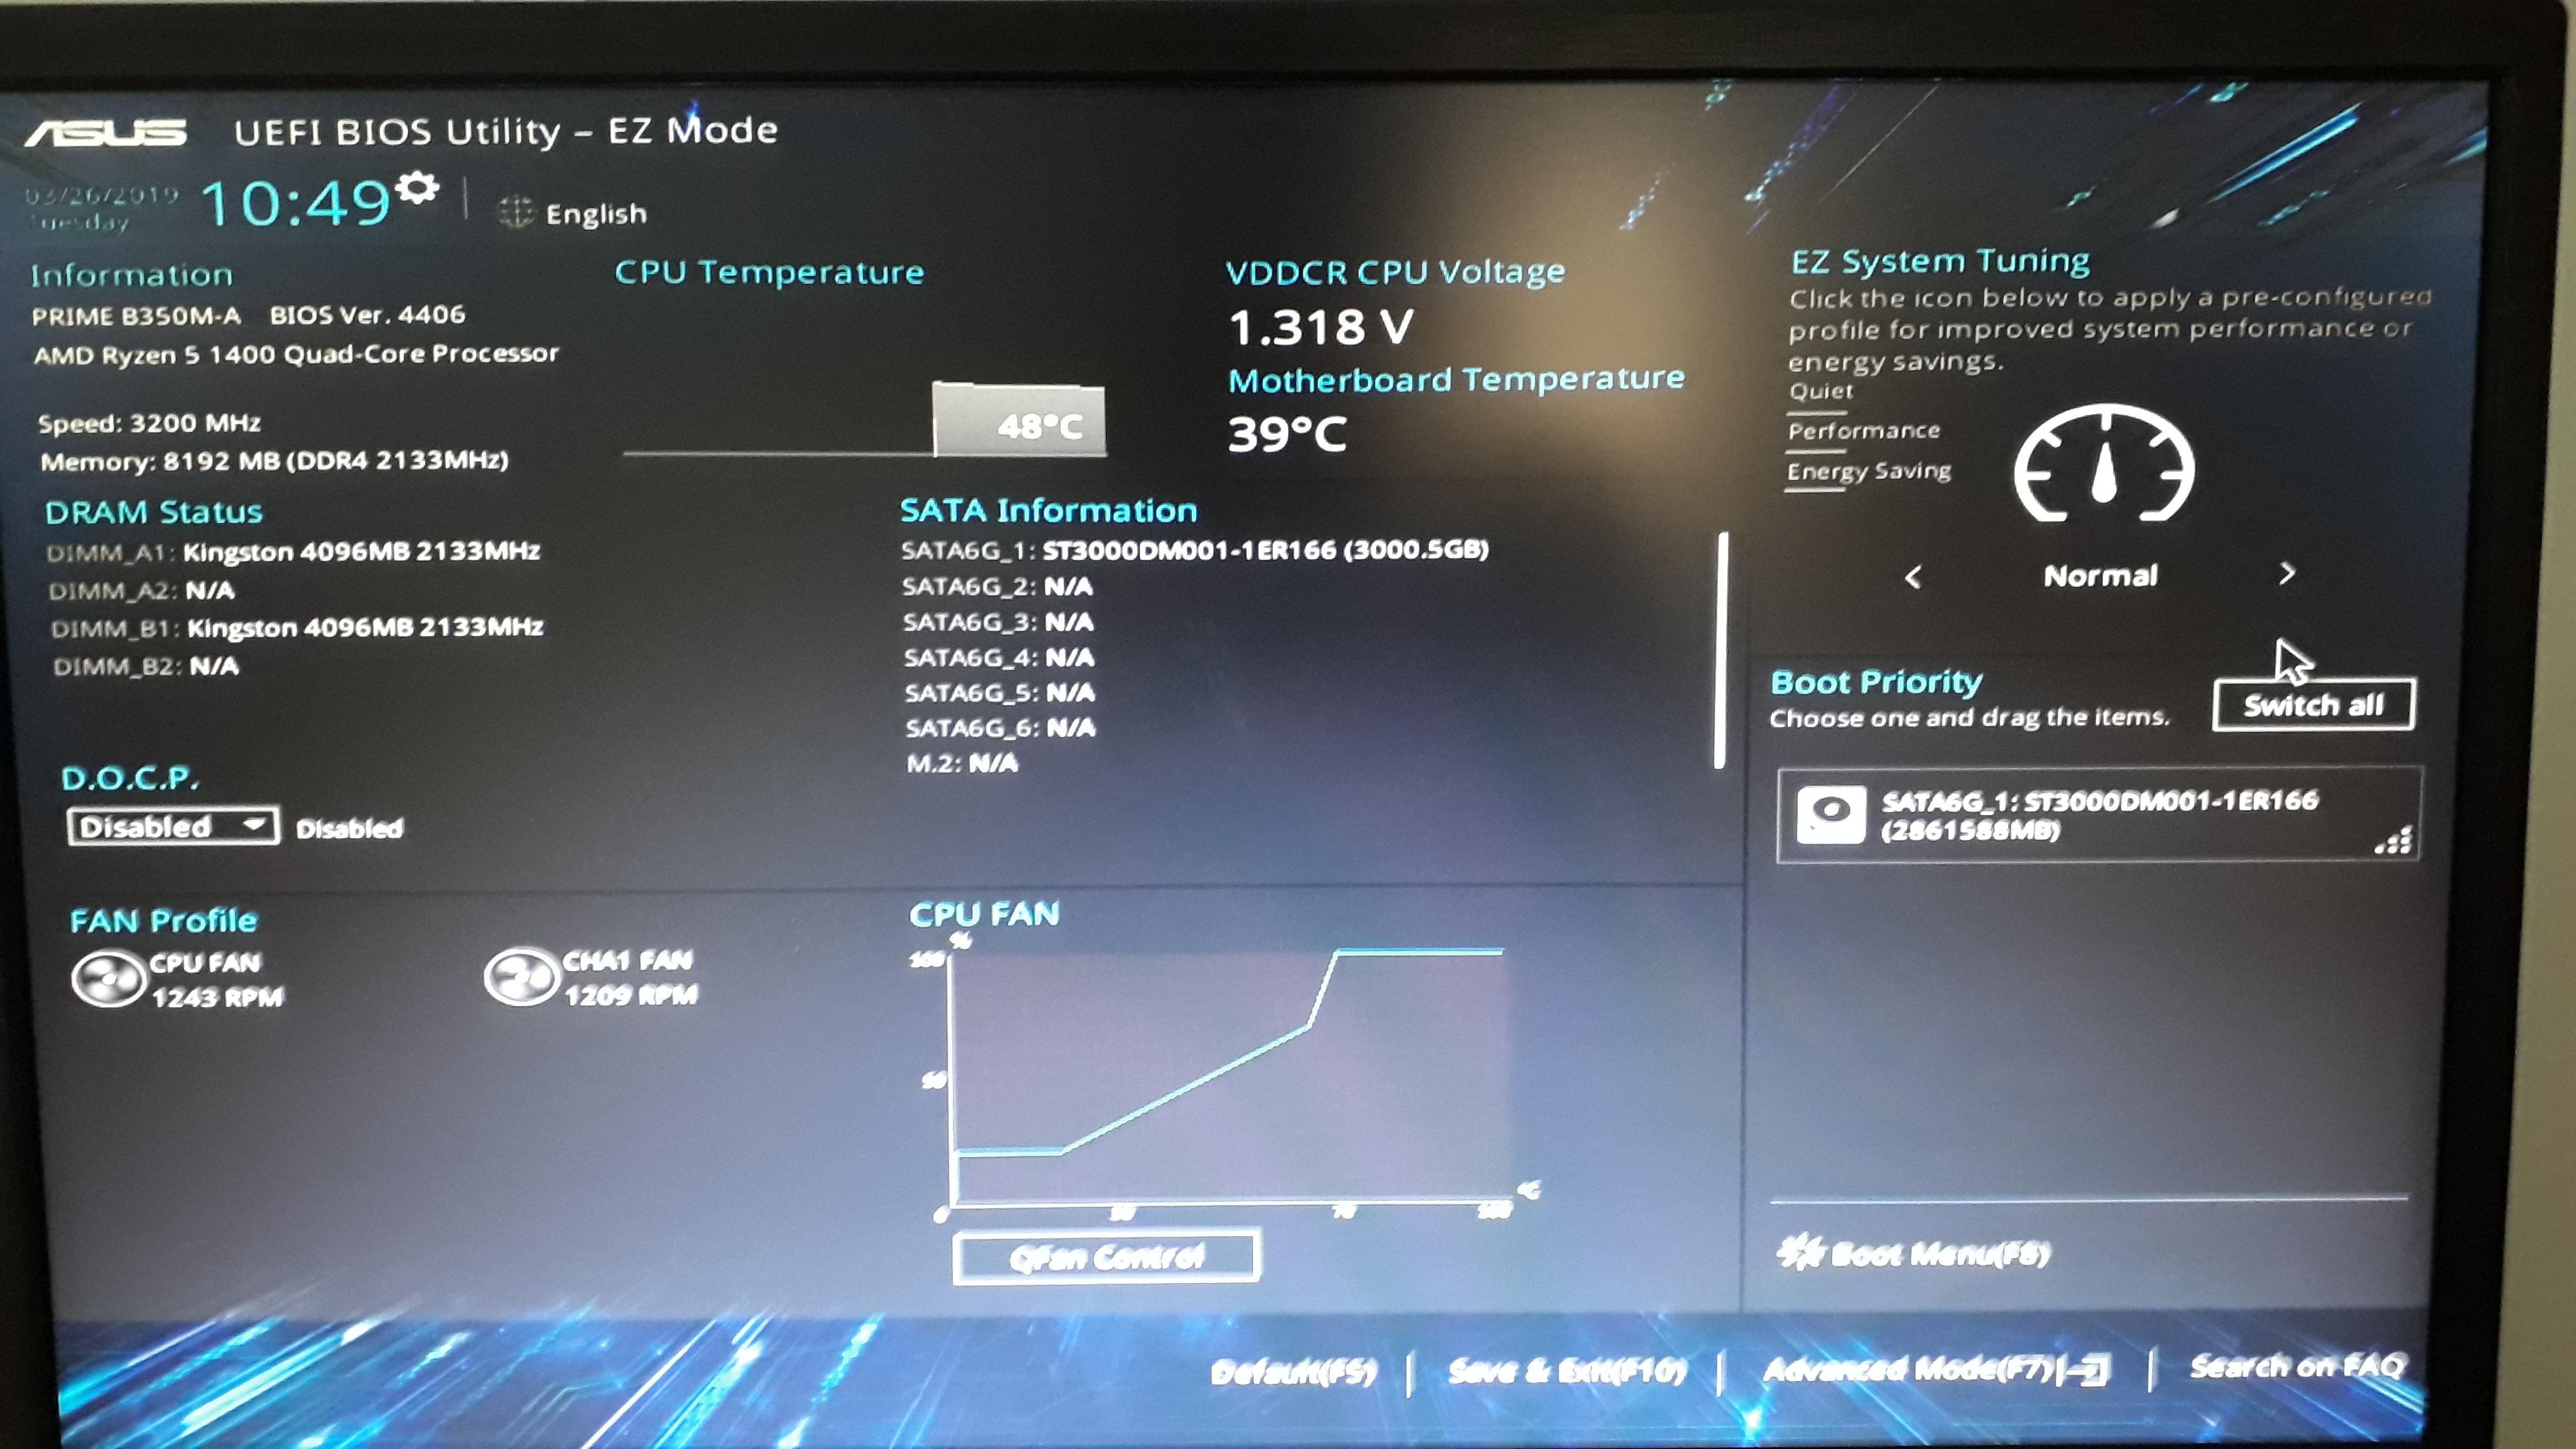 ASUS UEFI BIOS Utility – EZ Mode
03/26/2019
Tuesday
10:49
English
Information
PRIME B350M-A BIOS Ver. 4406
AMD Ryzen 5 1400 Quad-Core Processor
Speed: 3200 MHz
Memory: 8192 MB (DDR4 2133MHz)
CPU Temperature
48°C
VDDCR CPU Voltage
1.318 V
Motherboard Temperature
39°C
EZ System Tuning
Click the icon below to apply a pre-configured
profile for improved system performance or
energy savings.
Quiet
Performance
Energy Saving
< Normal >
DRAM Status
DIMM_A1: Kingston 4096MB 2133MHz
DIMM_A2: N/A
DIMM_B1: Kingston 4096MB 2133MHz
DIMM_B2: N/A
SATA Information
SATA6G_1: ST3000DM001-1ER166 (3000.5GB)
SATA6G_2: N/A
SATA6G_3: N/A
SATA6G_4: N/A
SATA6G_5: N/A
SATA6G_6: N/A
M.2: N/A
D.O.C.P.
Disabled Disabled
Boot Priority
Choose one and drag the items.
Switch all
SATA6G_1: ST3000DM001-1ER166
(2861588MB)
FAN Profile
CPU FAN
1243 RPM
CHA1 FAN
1209 RPM
CPU FAN
%
100
50
0
30 70 100
°C
QFan Control
Boot Menu(F8)
Default(F5) | Save & Exit(F10) | Advanced Mode(F7) | Search on FAQ